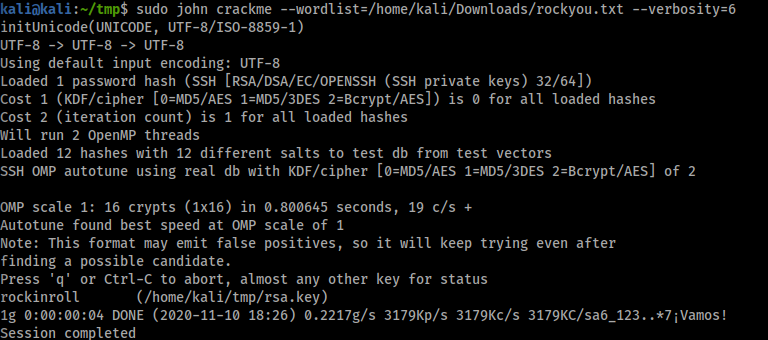 kali@kali:~/tmp$ sudo john crackme --wordlist=/home/kali/Downloads/rockyou.txt --verbosity=6
initUnicode(UNICODE, UTF-8/ISO-8859-1)
UTF-8 -> UTF-8 -> UTF-8
Using default input encoding: UTF-8
Loaded 1 password hash (SSH [RSA/DSA/EC/OPENSSH (SSH private keys) 32/64])
Cost 1 (KDF/cipher [0=MD5/AES 1=MD5/3DES 2=Bcrypt/AES]) is 0 for all loaded hashes
Cost 2 (iteration count) is 1 for all loaded hashes
Will run 2 OpenMP threads
Loaded 12 hashes with 12 different salts to test db from test vectors
SSH OMP autotune using real db with KDF/cipher [0=MD5/AES 1=MD5/3DES 2=Bcrypt/AES] of 2
OMP scale 1: 16 crypts (1x16) in 0.800645 seconds, 19 c/s +
Autotune found best speed at OMP scale of 1
Note: This format may emit false positives, so it will keep trying even after
finding a possible candidate.
Press 'q' or Ctrl-C to abort, almost any other key for status
rockinroll       (/home/kali/tmp/rsa.key)
1g 0:00:00:04 DONE (2020-11-10 18:26) 0.2217g/s 3179Kp/s 3179Kc/s 3179KC/sa6_123..*7¡Vamos!
Session completed